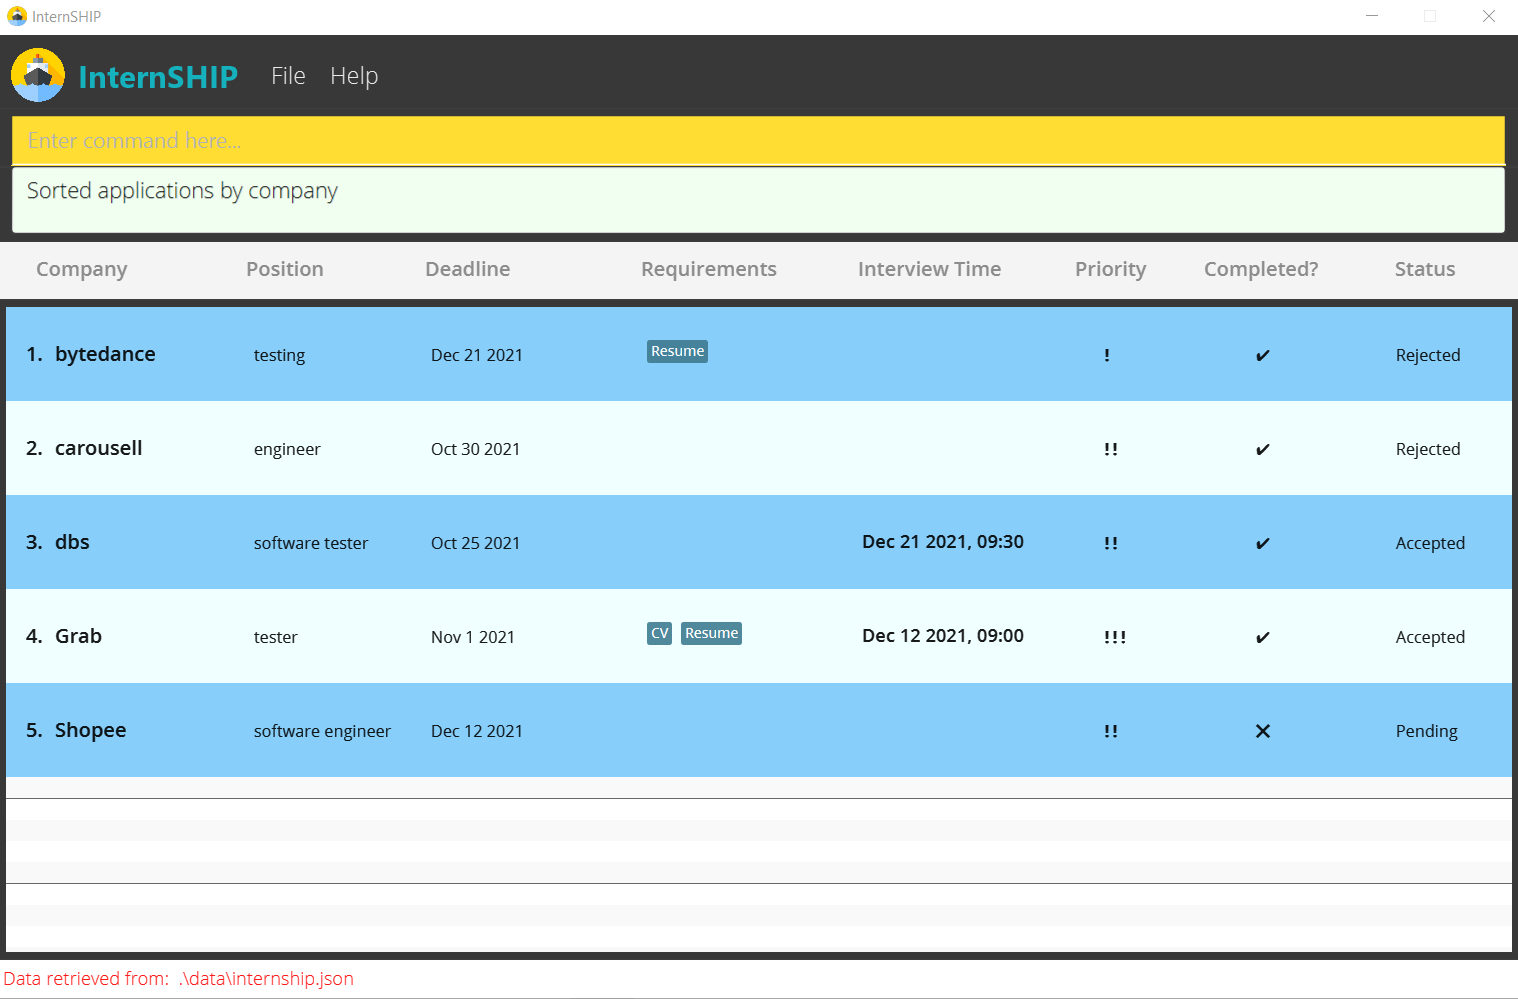 InternSHIP
InternSHIP File Help
Enter command here...
Sorted applications by company
Company Position Deadline Requirements Interview Time Priority Completed? Status
1. bytedance testing Dec 21 2021 Resume ! ✔ Rejected
2. carousell engineer Oct 30 2021 !! ✔ Rejected
3. dbs software tester Oct 25 2021 Dec 21 2021, 09:30 !! ✔ Accepted
4. Grab tester Nov 1 2021 CV Resume Dec 12 2021, 09:00 !!! ✔ Accepted
5. Shopee software engineer Dec 12 2021 !! ✕ Pending
Data retrieved from: .\data\internship.json